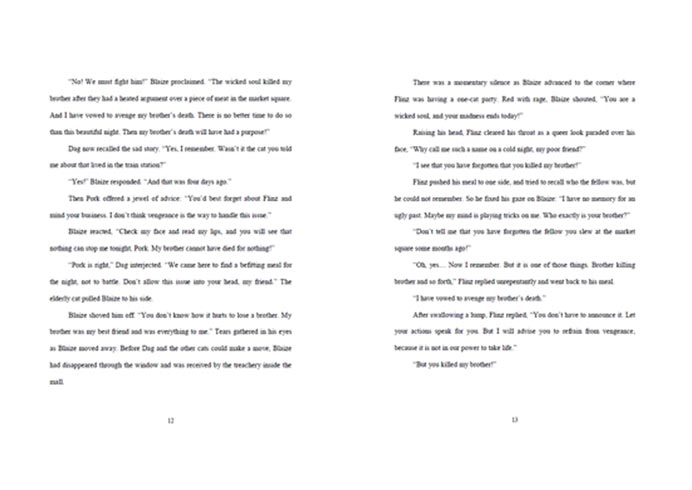 "No! We must fight him!" Blaize proclaimed. "The wicked soul killed my
brother after they had a heated argument over a piece of meat in the market square.
And I have vowed to avenge my brother's death. There is no better time to do so
than this beautiful night. Then my brother's death will have had a purpose!"
Dag now recalled the sad story. "Yes, I remember. Wasn't it the cat you told
me about that lived in the train station?"
"Yes!" Blaize responded. "And that was four days ago."
Then Pork offered a jewel of advice. "You'd best forget about Flinz and
mind your business. I don't think vengeance is the way to handle this issue."
Blaize reacted, "Check my face and read my lips, and you will see that
nothing can stop me tonight, Pork. My brother cannot have died for nothing!"
"Pork is right," Dag interjected. "We came here to find a befitting meal for
the night, not to battle. Don't allow this issue into your head, my friend." The
elderly cat pulled Blaize to his side.
Blaize shoved him off. "You don't know how it hurts to lose a brother. My
brother was my best friend and was everything to me." Tears gathered in his eyes
as Blaize moved away. Before Dag and the other cats could make a move, Blaize
had disappeared through the window and was received by the treachery inside the
mall.
12
There was a momentary silence as Blaize advanced to the corner where
Flinz was having a one-cat party. Red with rage, Blaize shouted, "You are a
wicked soul, and your madness ends today!"
Raising his head, Flinz cleared his throat as a queer look paraded over his
face, "Why call me such a name on a cold night, my poor friend?"
"I see that you have forgotten that you killed my brother!"
Flinz pushed his meal to one side, and tried to recall who the fellow was, but
he could not remember. So he fixed his gaze on Blaize. "I have no memory for an
ugly past. Maybe my mind is playing tricks on me. Who exactly is your brother?"
"Don't tell me that you have forgotten the fellow you slew at the market
square some months ago!"
"Oh, yes… Now I remember. But it is one of those things. Brother killing
brother and so forth," Flinz replied unrepentantly and went back to his meal.
"I have vowed to avenge my brother's death."
After swallowing a lump, Flinz replied, "You don't have to announce it. Let
your actions speak for you. But I will advise you to refrain from vengeance,
because it is not in our power to take life."
"But you killed my brother!"
13